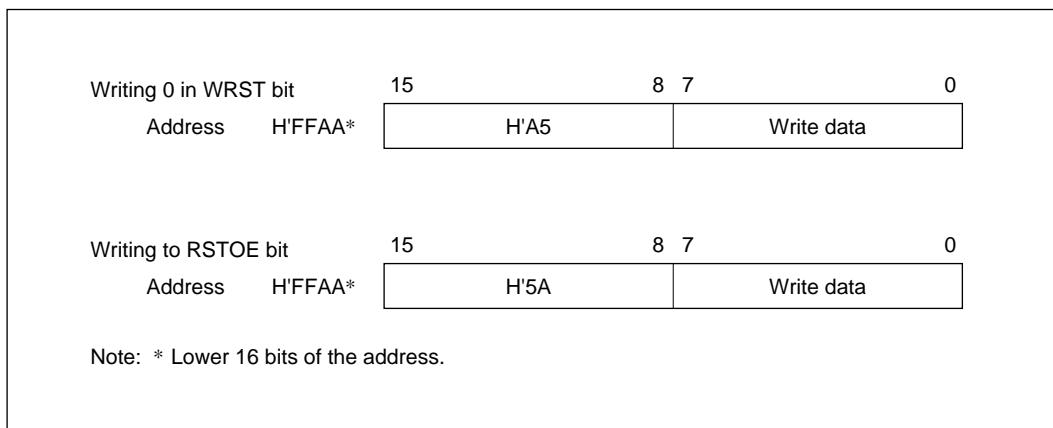 Writing 0 in WRST bit 15 8 7 0
Address H'FFAA* H'A5 Write data
Writing to RSTOE bit 15 8 7 0
Address H'FFAA* H'5A Write data
Note: * Lower 16 bits of the address.